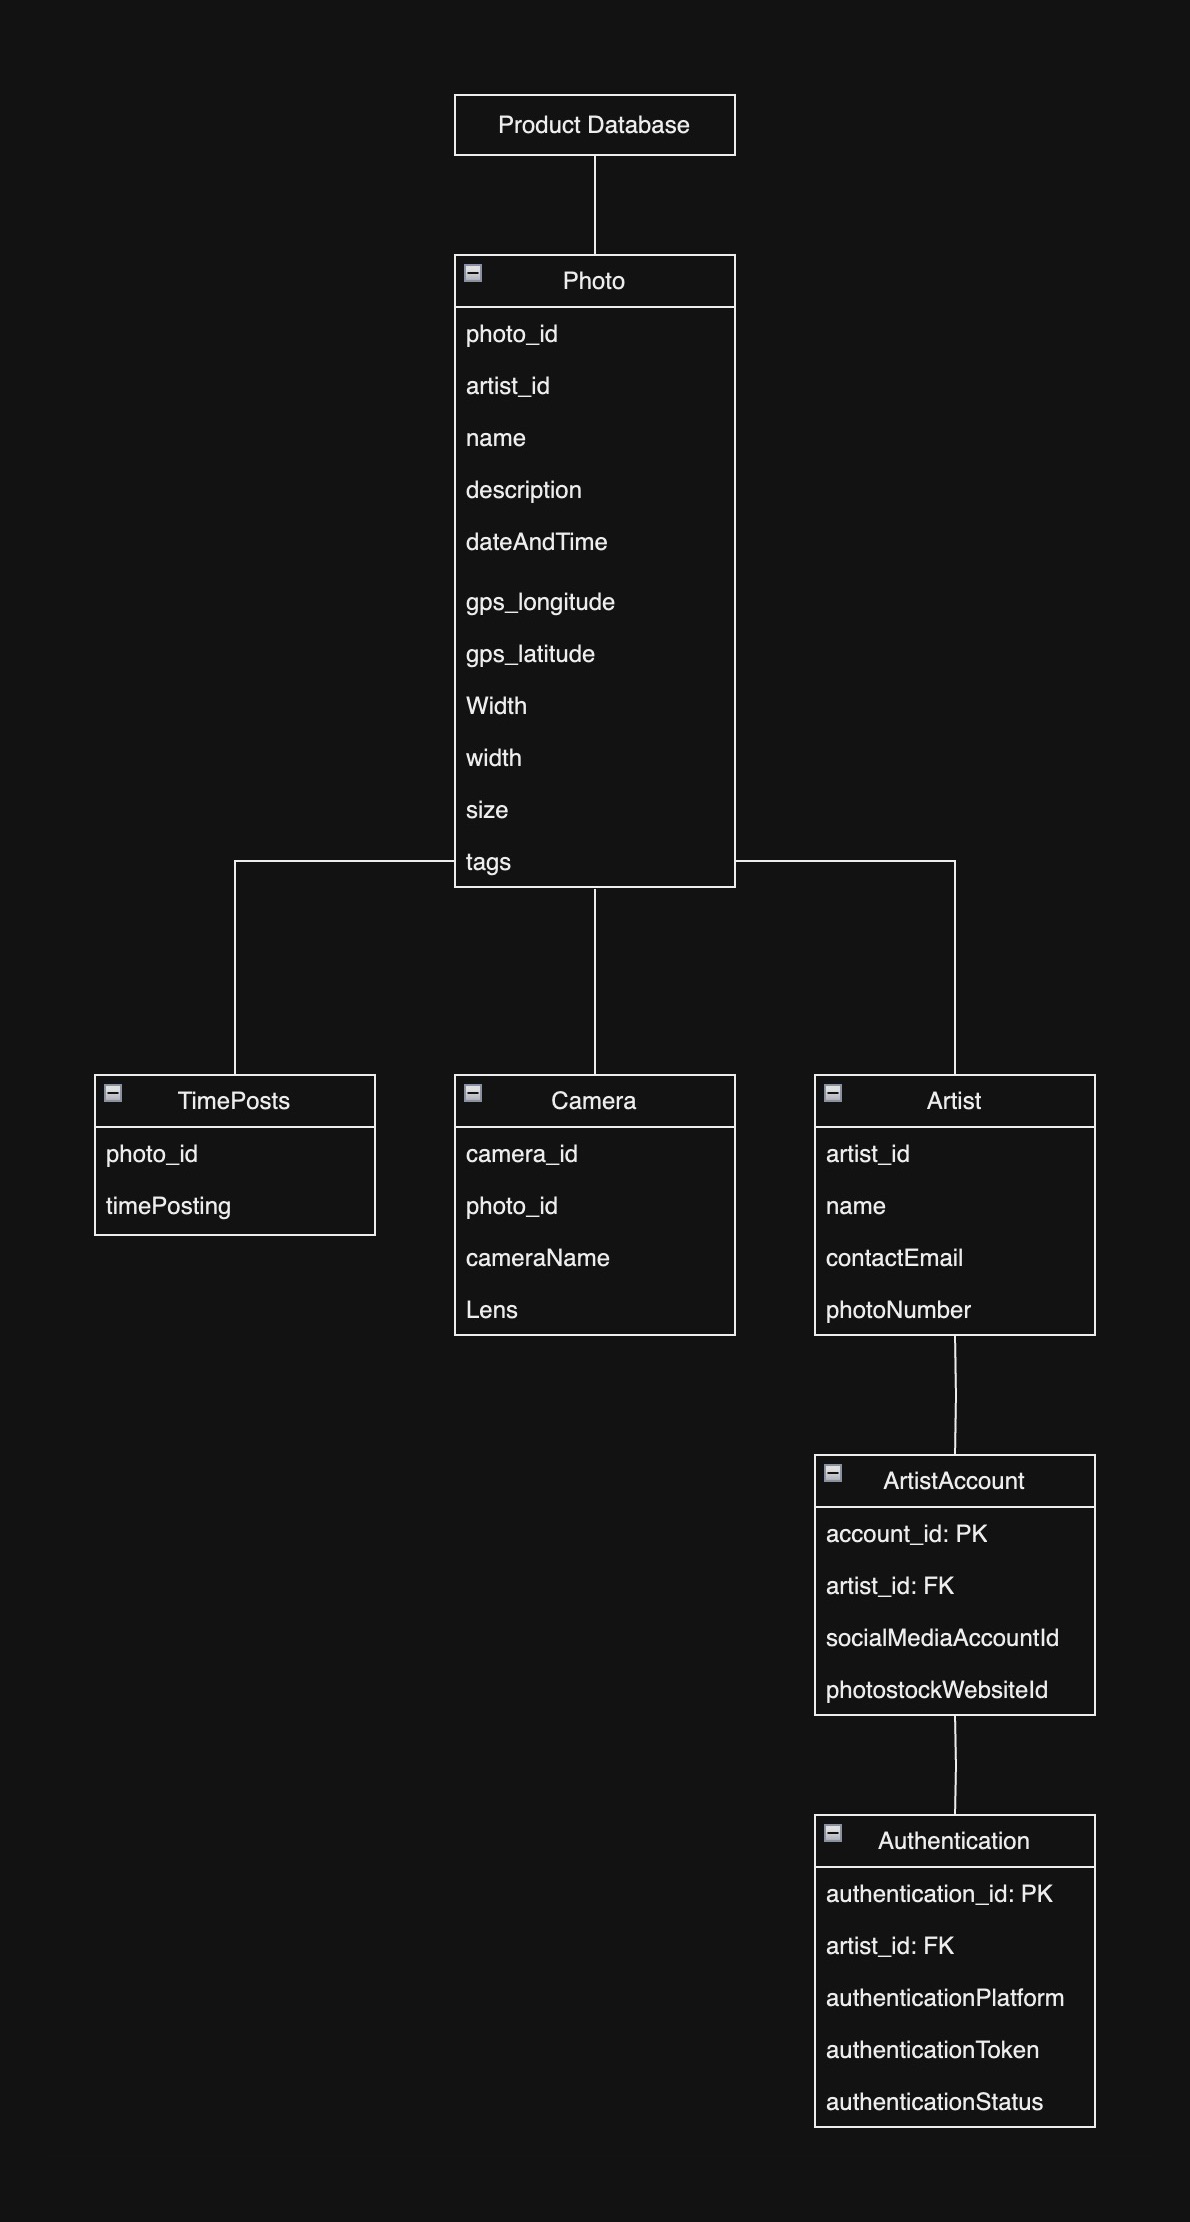 Product Database
Photo
photo_id
artist_id
name
description
dateAndTime
gps_longitude
gps_latitude
Width
width
size
tags
TimePosts
photo_id
timePosting
Camera
camera_id
photo_id
cameraName
Lens
Artist
artist_id
name
contactEmail
photoNumber
ArtistAccount
account_id: PK
artist_id: FK
socialMediaAccountId
photostockWebsiteId
Authentication
authentication_id: PK
artist_id: FK
authenticationPlatform
authenticationToken
authenticationStatus